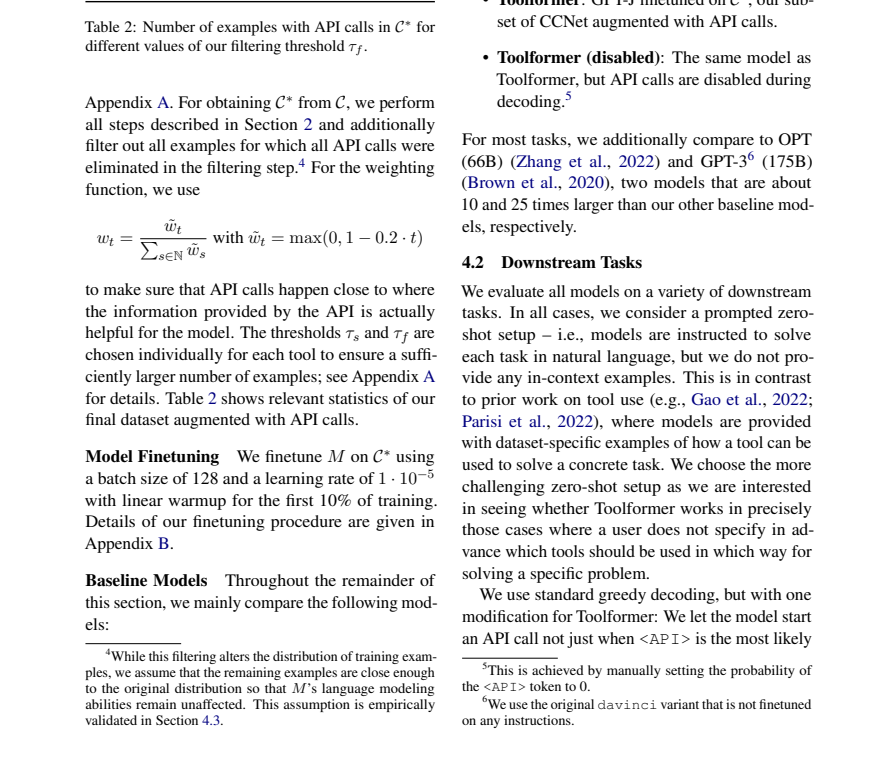 Table 2: Number of examples with API calls in C* for
different values of our filtering threshold τf.
Appendix A. For obtaining C* from C, we perform
all steps described in Section 2 and additionally
filter out all examples for which all API calls were
eliminated in the filtering step.4 For the weighting
function, we use
wt = w̃t / ∑s∈ℕ w̃s with w̃t = max(0, 1 − 0.2 · t)
to make sure that API calls happen close to where
the information provided by the API is actually
helpful for the model. The thresholds τs and τf are
chosen individually for each tool to ensure a suffi-
ciently larger number of examples; see Appendix A
for details. Table 2 shows relevant statistics of our
final dataset augmented with API calls.
Model Finetuning We finetune M on C* using
a batch size of 128 and a learning rate of 1 · 10−5
with linear warmup for the first 10% of training.
Details of our finetuning procedure are given in
Appendix B.
Baseline Models Throughout the remainder of
this section, we mainly compare the following mod-
els:
4While this filtering alters the distribution of training exam-
ples, we assume that the remaining examples are close enough
to the original distribution so that M's language modeling
abilities remain unaffected. This assumption is empirically
validated in Section 4.3.
set of CCNet augmented with API calls.
• Toolformer (disabled): The same model as
Toolformer, but API calls are disabled during
decoding.5
For most tasks, we additionally compare to OPT
(66B) (Zhang et al., 2022) and GPT-36 (175B)
(Brown et al., 2020), two models that are about
10 and 25 times larger than our other baseline mod-
els, respectively.
4.2 Downstream Tasks
We evaluate all models on a variety of downstream
tasks. In all cases, we consider a prompted zero-
shot setup – i.e., models are instructed to solve
each task in natural language, but we do not pro-
vide any in-context examples. This is in contrast
to prior work on tool use (e.g., Gao et al., 2022;
Parisi et al., 2022), where models are provided
with dataset-specific examples of how a tool can be
used to solve a concrete task. We choose the more
challenging zero-shot setup as we are interested
in seeing whether Toolformer works in precisely
those cases where a user does not specify in ad-
vance which tools should be used in which way for
solving a specific problem.
We use standard greedy decoding, but with one
modification for Toolformer: We let the model start
an API call not just when <API> is the most likely
5This is achieved by manually setting the probability of
the <API> token to 0.
6We use the original davinci variant that is not finetuned
on any instructions.